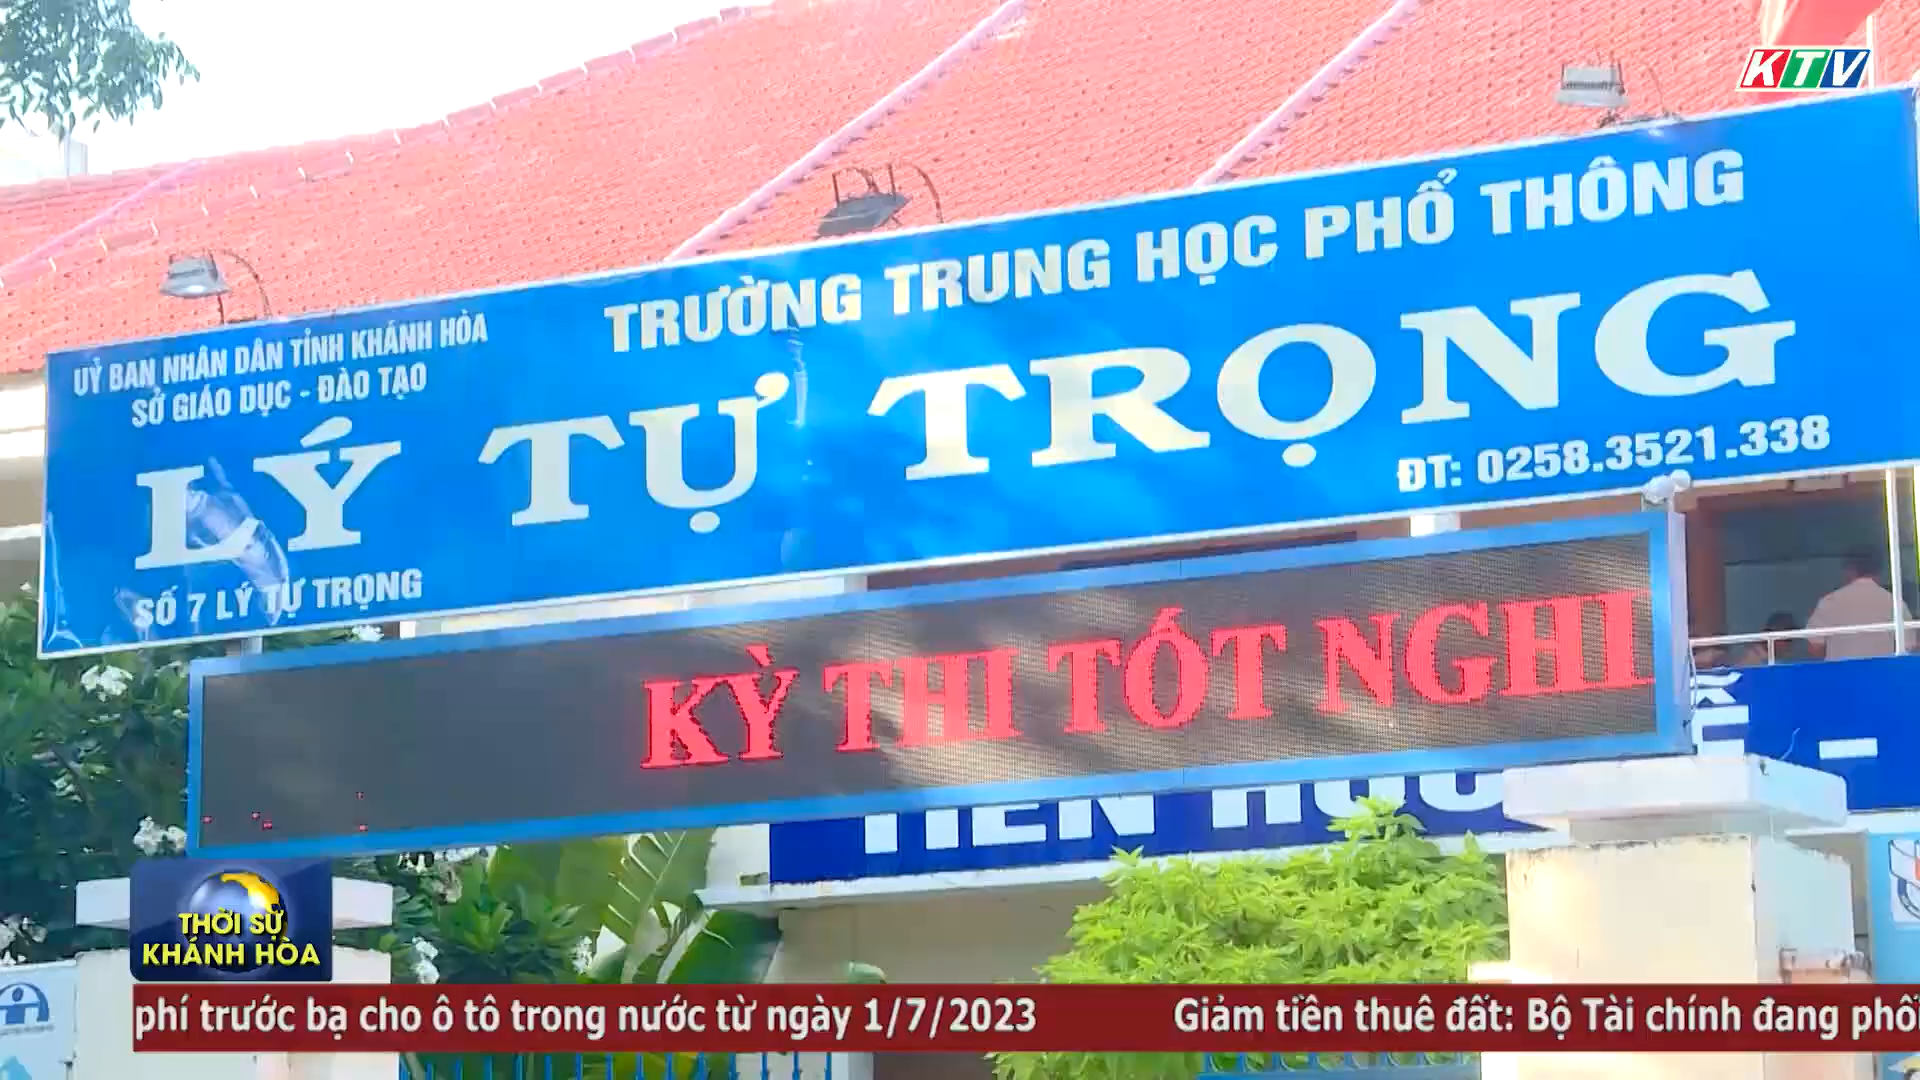 KTV
TRƯỜNG TRUNG HỌC PHỔ THÔNG
UỶ BAN NHÂN DÂN TỈNH KHÁNH HÒA
SỞ GIÁO DỤC - ĐÀO TẠO
LÝ TỰ TRỌNG
ĐT: 0258.3521.338
SỐ 7 LÝ TỰ TRỌNG
KỲ THI TỐT NGHI
THỜI SỰ
KHÁNH HÒA
phí trước bạ cho ô tô trong nước từ ngày 1/7/2023 Giảm tiền thuê đất: Bộ Tài chính đang phối